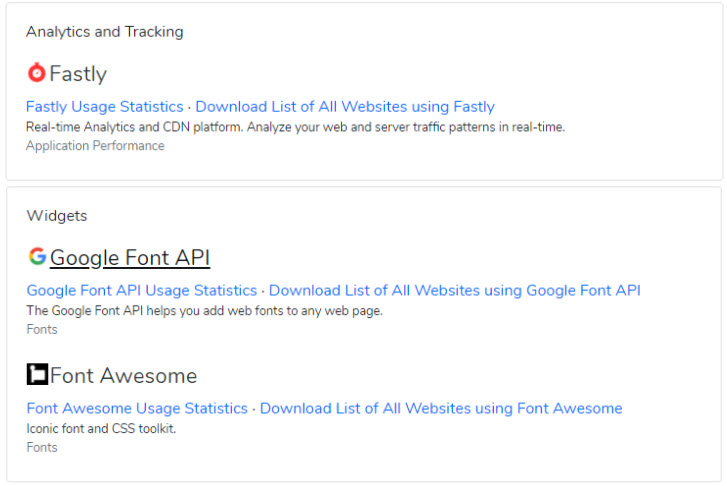 Analytics and Tracking
Fastly
Fastly Usage Statistics · Download List of All Websites using Fastly
Real-time Analytics and CDN platform. Analyze your web and server traffic patterns in real-time.
Application Performance
Widgets
Google Font API
Google Font API Usage Statistics · Download List of All Websites using Google Font API
The Google Font API helps you add web fonts to any web page.
Fonts
Font Awesome
Font Awesome Usage Statistics · Download List of All Websites using Font Awesome
Iconic font and CSS toolkit.
Fonts